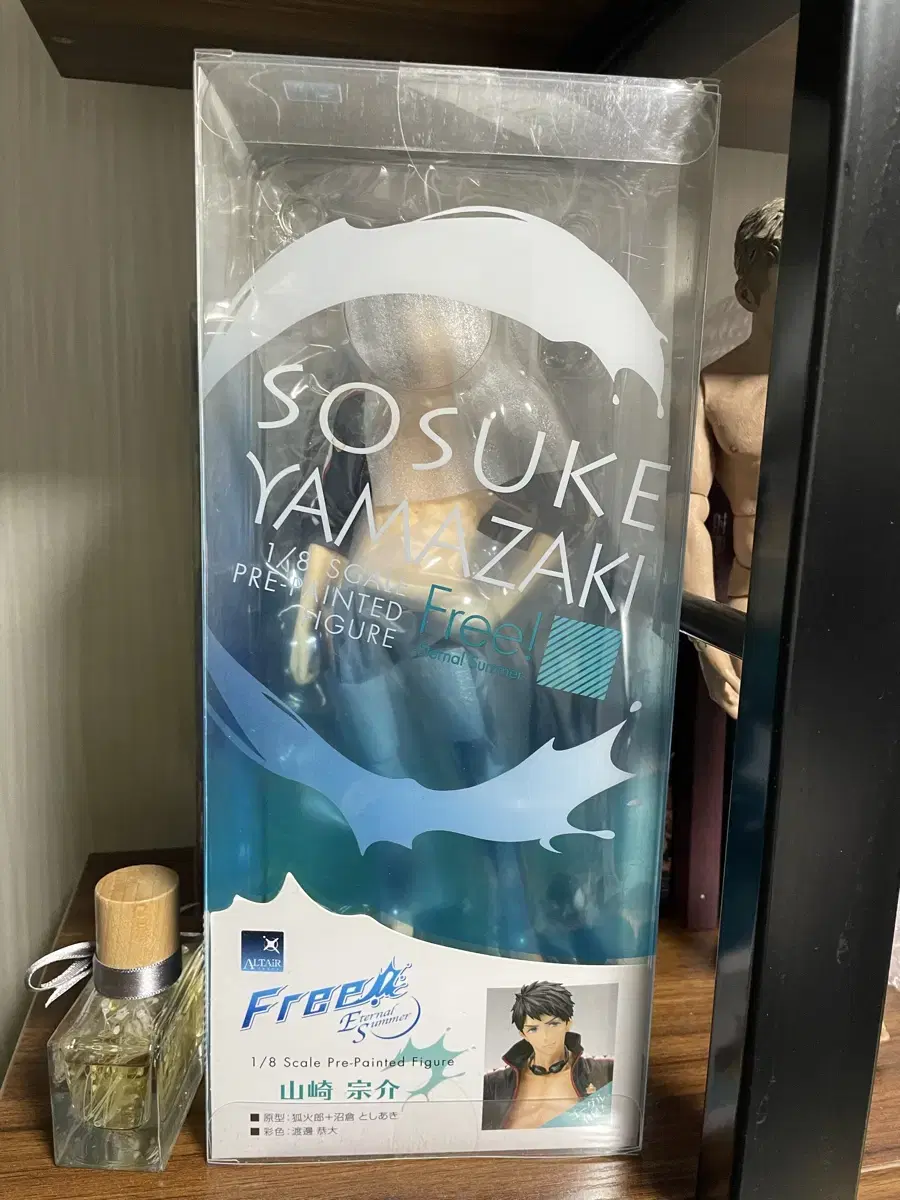 SOSUKE
YAMAZAKI
1/8 SCALE
PRE-PAINTED
FIGURE
Free!
Eternal Summer
ALTAiR
Free!
Eternal
Summer
1/8 Scale Pre-Painted Figure
山崎 宗介
■ 原型:狐火郎+沼倉 としあき
■ 彩色:渡邊 恭大